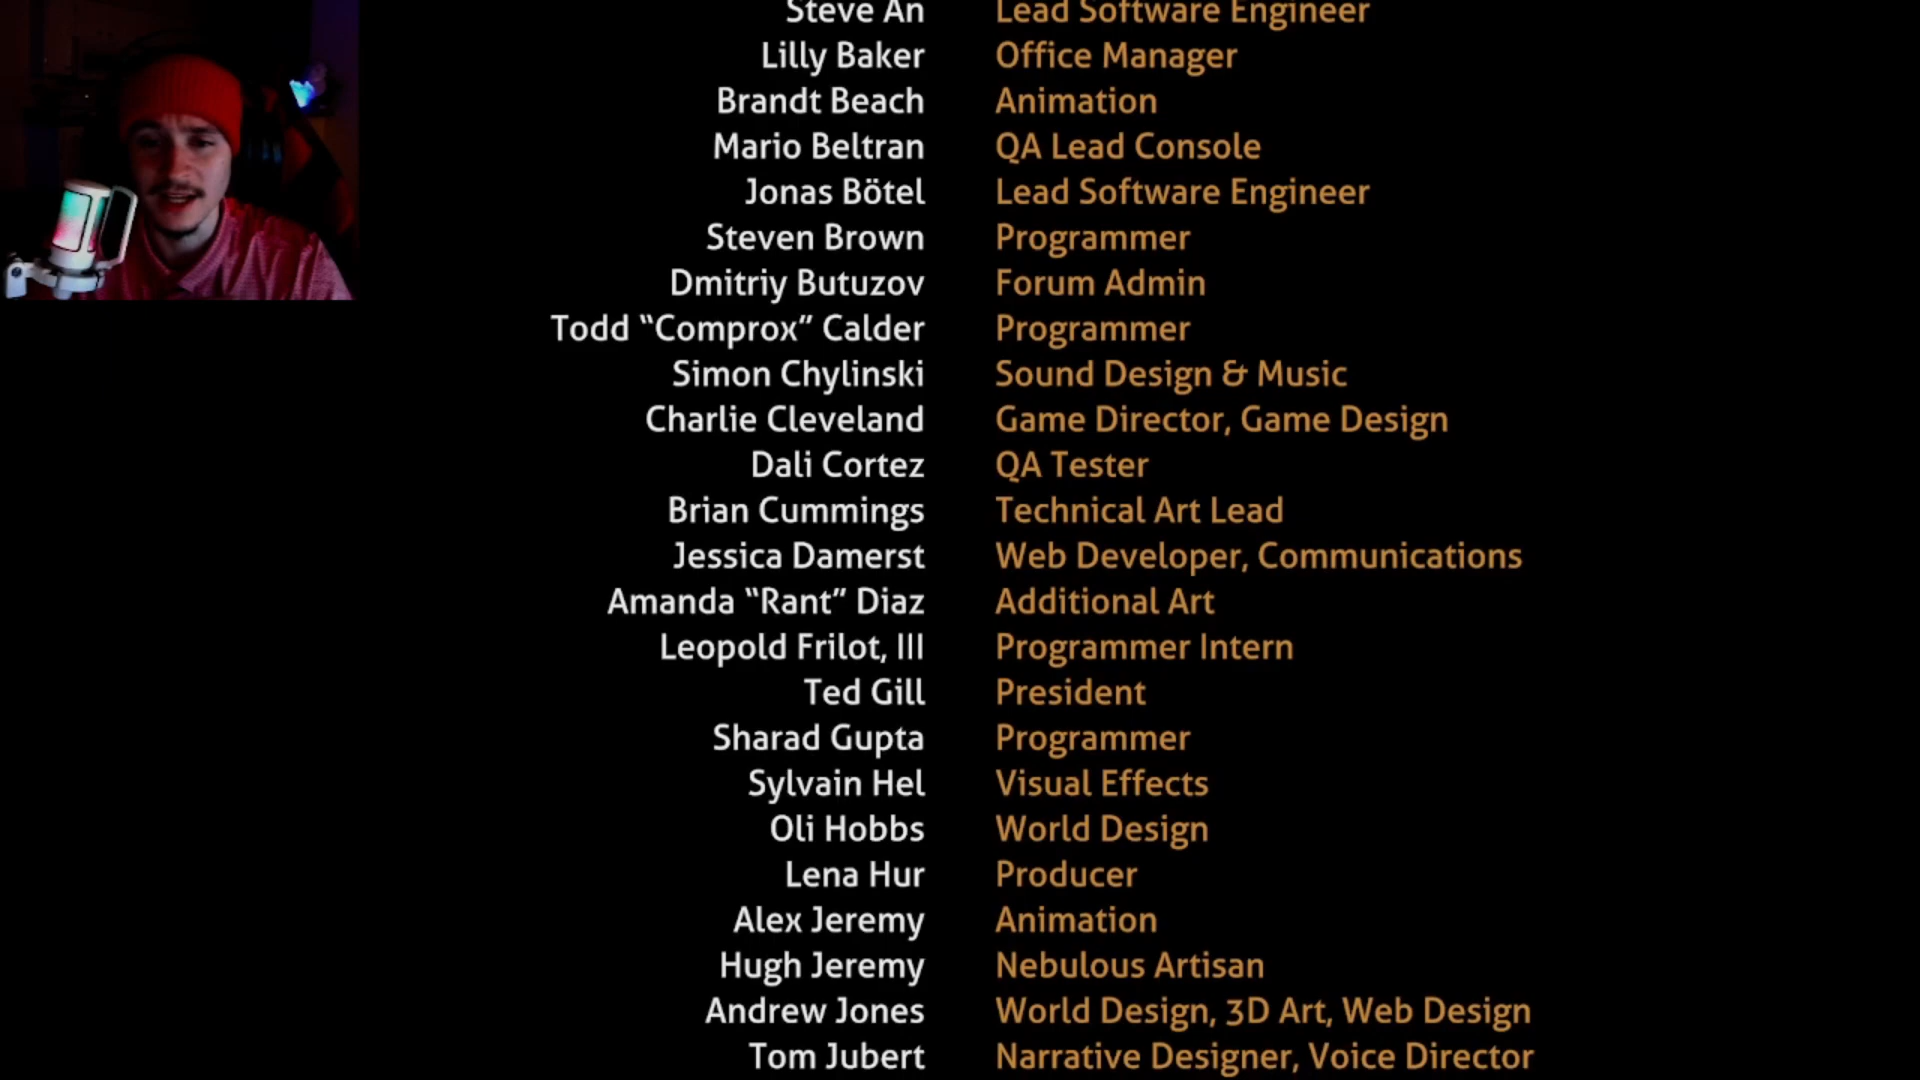 Steve An Lead Software Engineer
Lilly Baker Office Manager
Brandt Beach Animation
Mario Beltran QA Lead Console
Jonas Bötel Lead Software Engineer
Steven Brown Programmer
Dmitriy Butuzov Forum Admin
Todd “Comprox” Calder Programmer
Simon Chylinski Sound Design & Music
Charlie Cleveland Game Director, Game Design
Dali Cortez QA Tester
Brian Cummings Technical Art Lead
Jessica Damerst Web Developer, Communications
Amanda “Rant” Diaz Additional Art
Leopold Frilot, III Programmer Intern
Ted Gill President
Sharad Gupta Programmer
Sylvain Hel Visual Effects
Oli Hobbs World Design
Lena Hur Producer
Alex Jeremy Animation
Hugh Jeremy Nebulous Artisan
Andrew Jones World Design, 3D Art, Web Design
Tom Jubert Narrative Designer, Voice Director